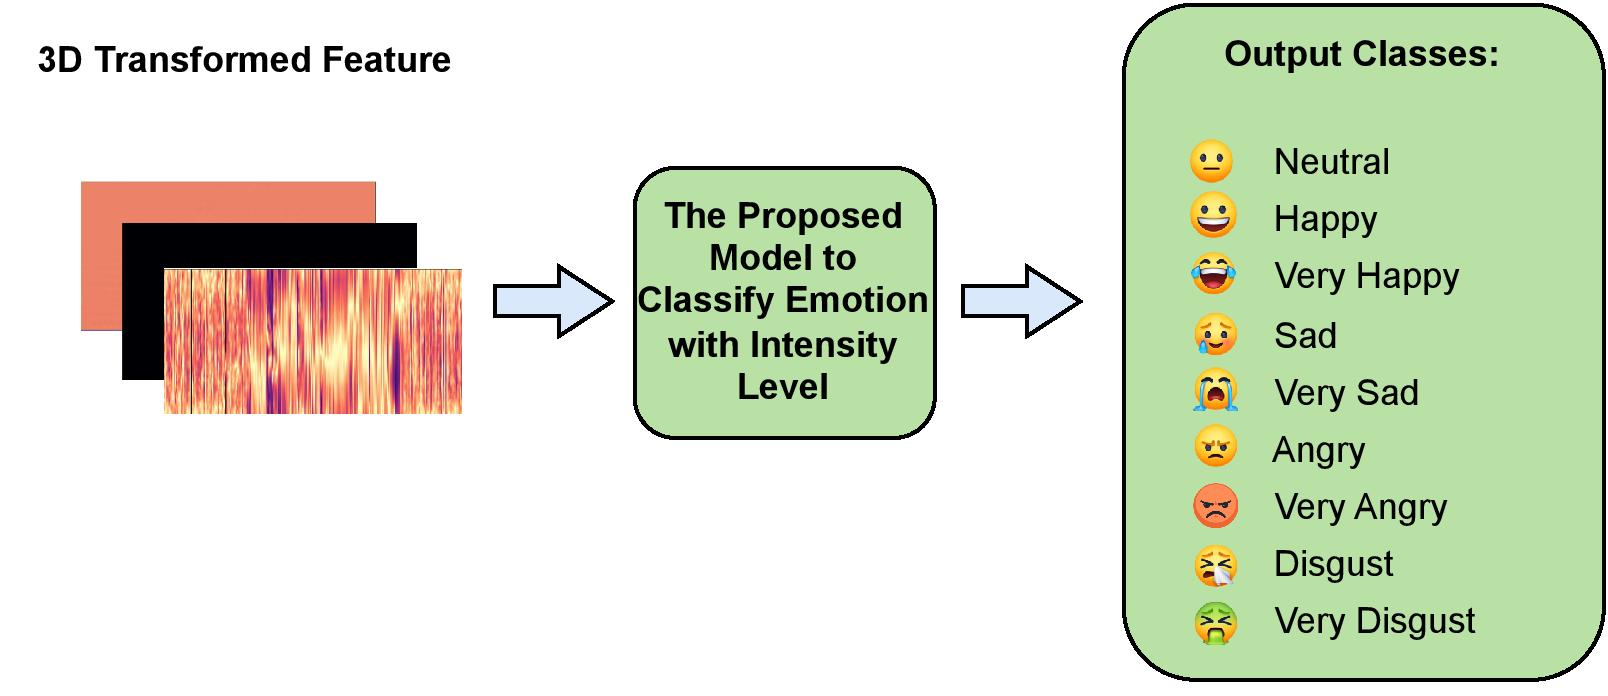 3D Transformed Feature
The Proposed
Model to
Classify Emotion
with Intensity
Level
Output Classes:
Neutral
Happy
Very Happy
Sad
Very Sad
Angry
Very Angry
Disgust
Very Disgust